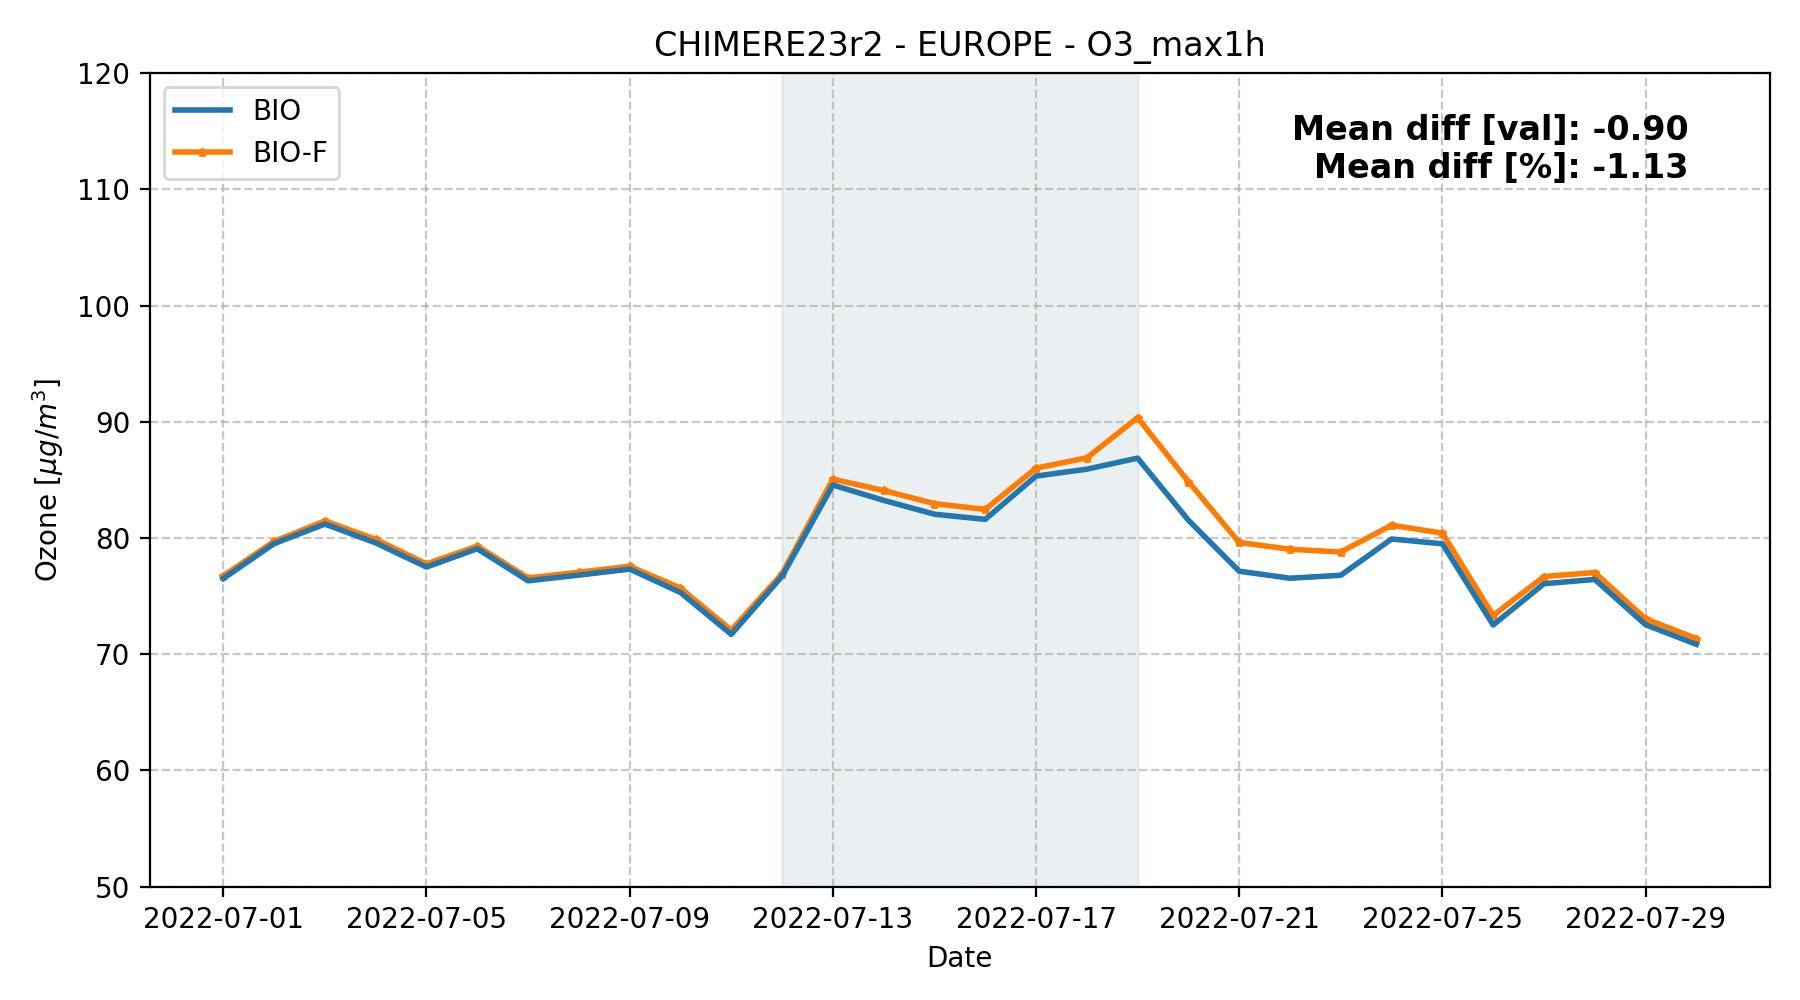 CHIMERE23r2 - EUROPE - O3_max1h
BIO
BIO-F
Mean diff [val]: -0.90
Mean diff [%]: -1.13
120
110
100
90
80
70
60
50
Ozone [μg/m³]
2022-07-01 2022-07-05 2022-07-09 2022-07-13 2022-07-17 2022-07-21 2022-07-25 2022-07-29
Date